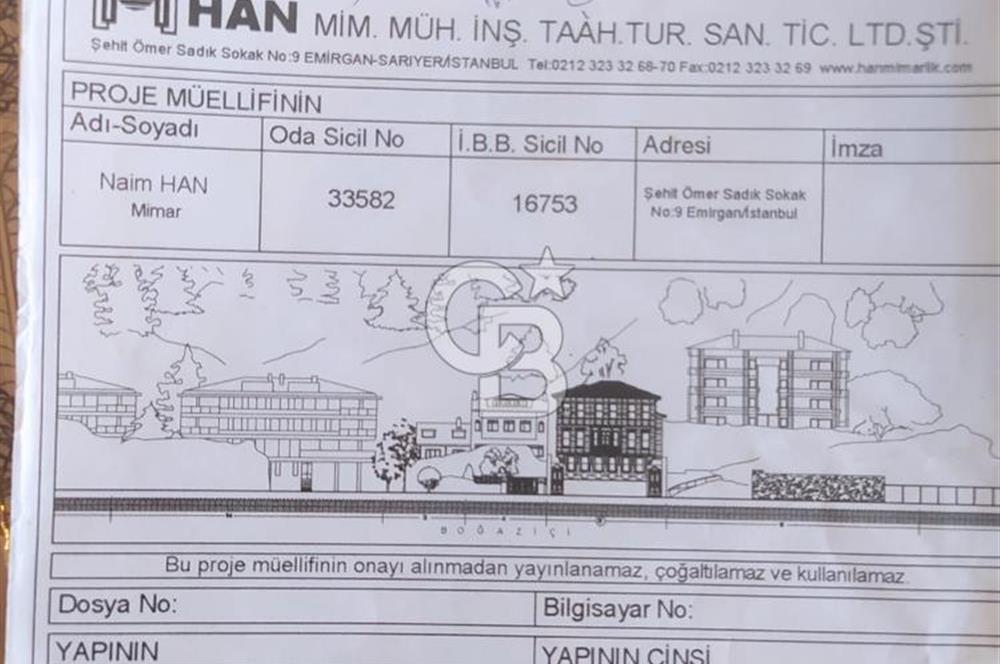 HAN MİM. MÜH. İNŞ. TAÀH.TUR. SAN. TİC. LTD.ŞTİ.
Şehit Ömer Sadık Sokak No:9 EMİRGAN-SARIYER/İSTANBUL Tel:0212 323 32 68-70 Fax:0212 323 32 69 www.hanmimarlik.com
PROJE MÜELLİFİNİN
Adı-Soyadı Oda Sicil No İ.B.B. Sicil No Adresi İmza
Naim HAN
Mimar
33582
16753
Şehit Ömer Sadık Sokak
No:9 Emirgan/İstanbul
CB
BOĞAZİÇİ
Bu proje müellifinin onayı alınmadan yayınlanamaz, çoğaltılamaz ve kullanılamaz.
Dosya No: Bilgisayar No:
YAPININ YAPININ CİNSİ